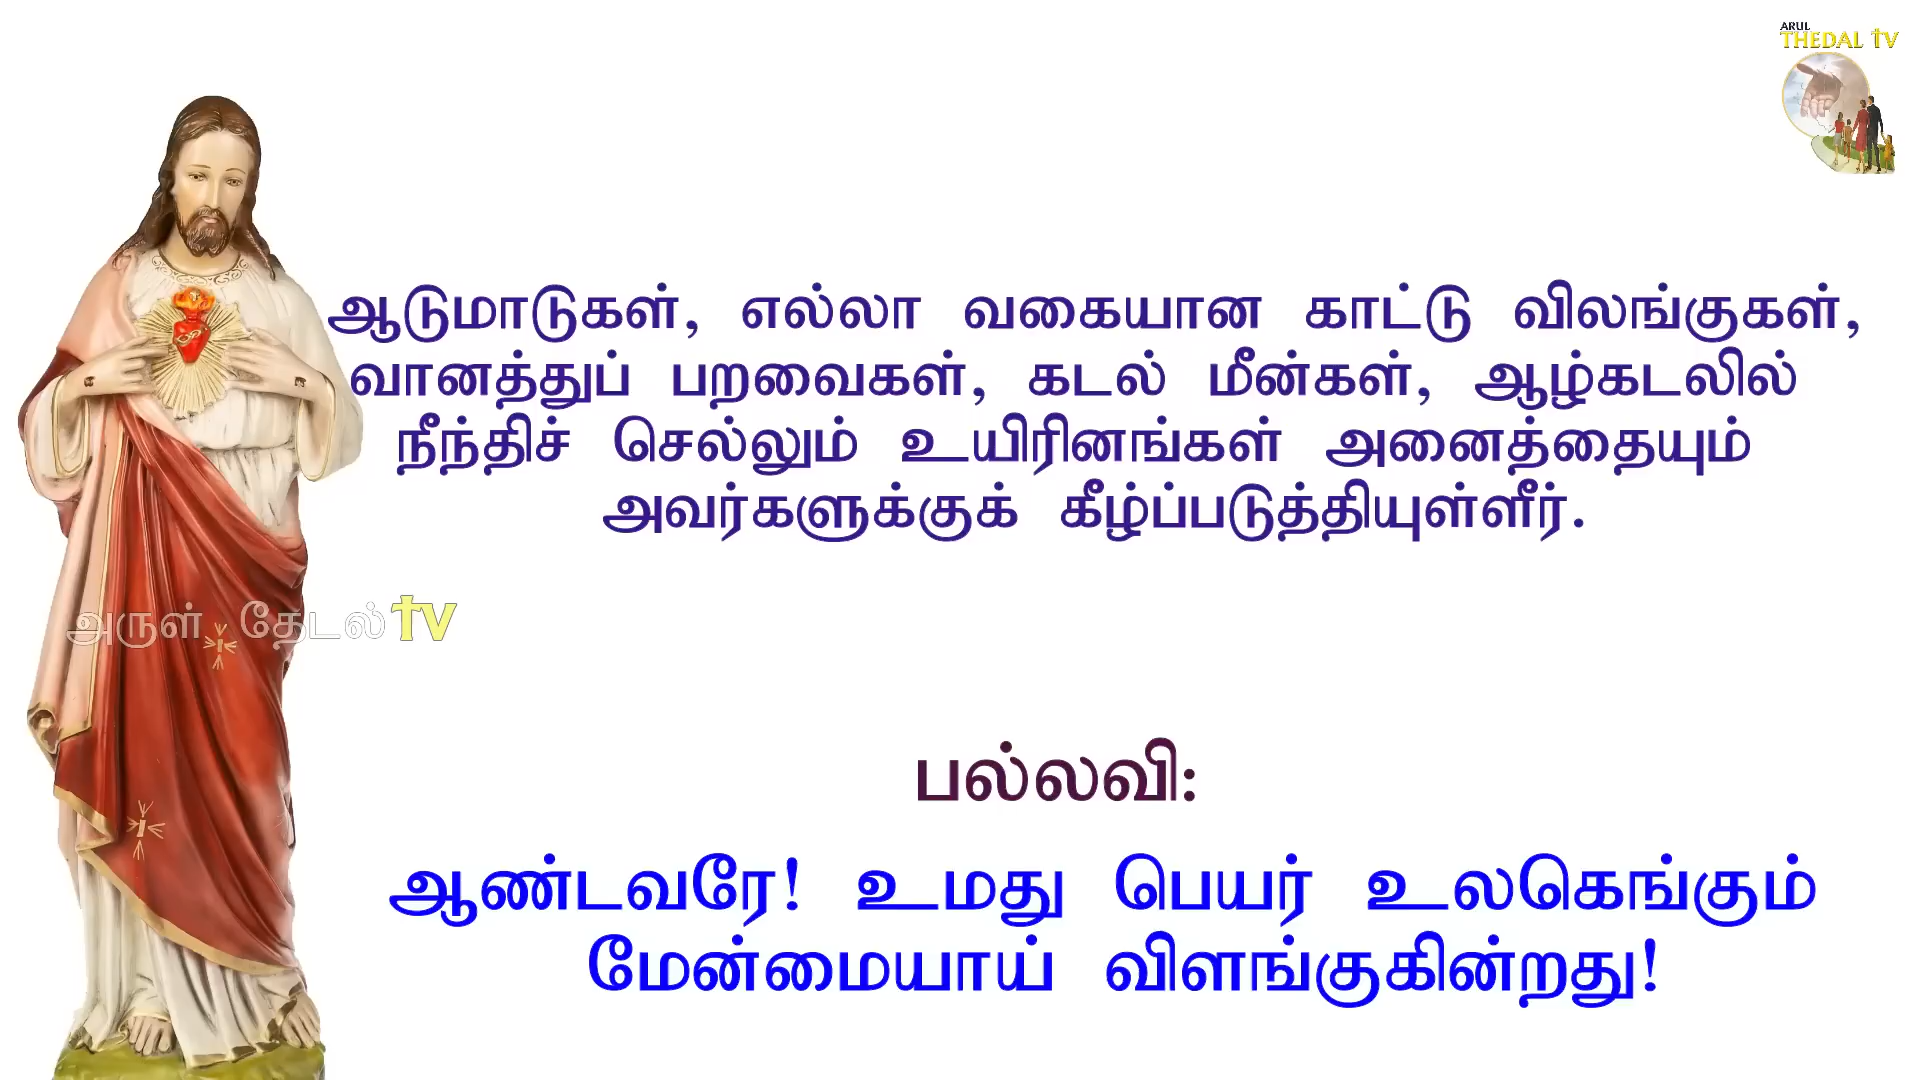 ARUL
THEDAL TV
ஆடுமாடுகள், எல்லா வகையான காட்டு விலங்குகள்,
வானத்துப் பறவைகள், கடல் மீன்கள், ஆழ்கடலில்
நீந்திச் செல்லும் உயிரினங்கள் அனைத்தையும்
அவர்களுக்குக் கீழ்ப்படுத்தியுள்ளீர்.
அருள் தேடல் TV
பல்லவி:
ஆண்டவரே! உமது பெயர் உலகெங்கும்
மேன்மையாய் விளங்குகின்றது!